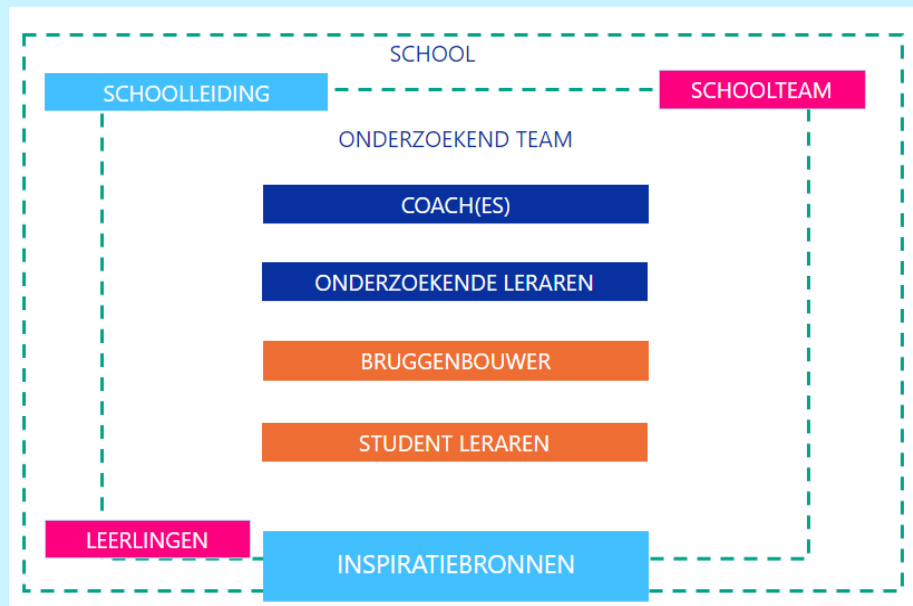 SCHOOL
SCHOOLLEIDING
SCHOOLTEAM
ONDERZOEKEND TEAM
COACH(ES)
ONDERZOEKENDE LERAREN
BRUGGENBOUWER
STUDENT LERAREN
LEERLINGEN
INSPIRATIEBRONNEN